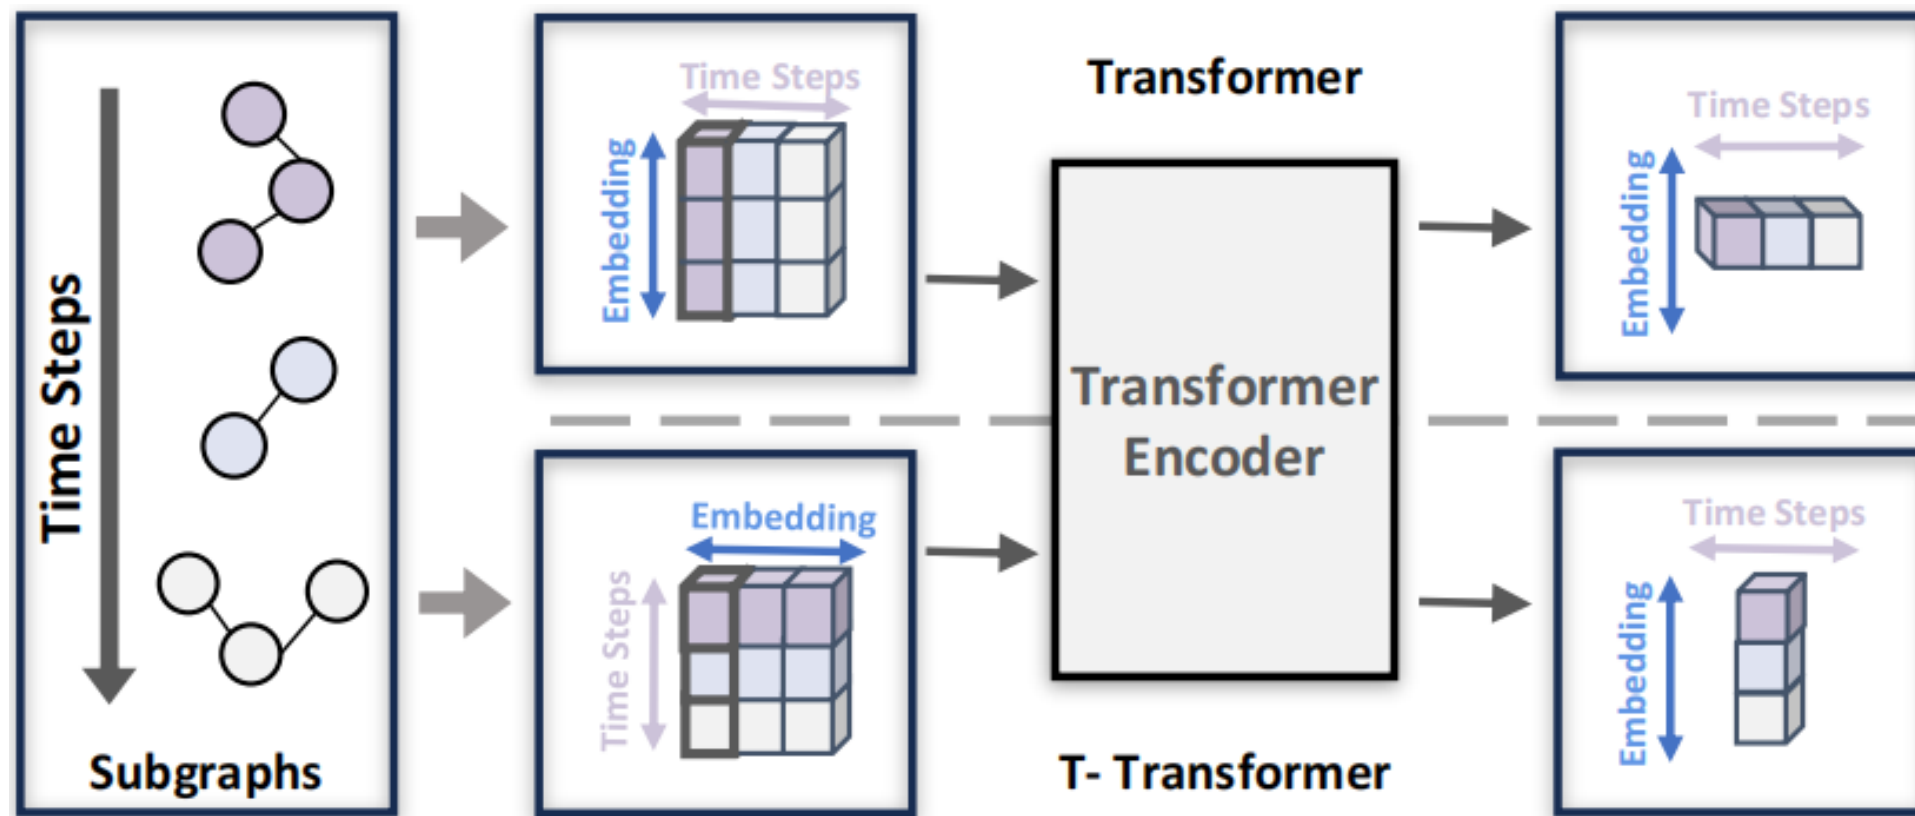 Time Steps
Subgraphs
Time Steps
Embedding
Embedding
Time Steps
Transformer
Transformer
Encoder
T- Transformer
Time Steps
Embedding
Time Steps
Embedding